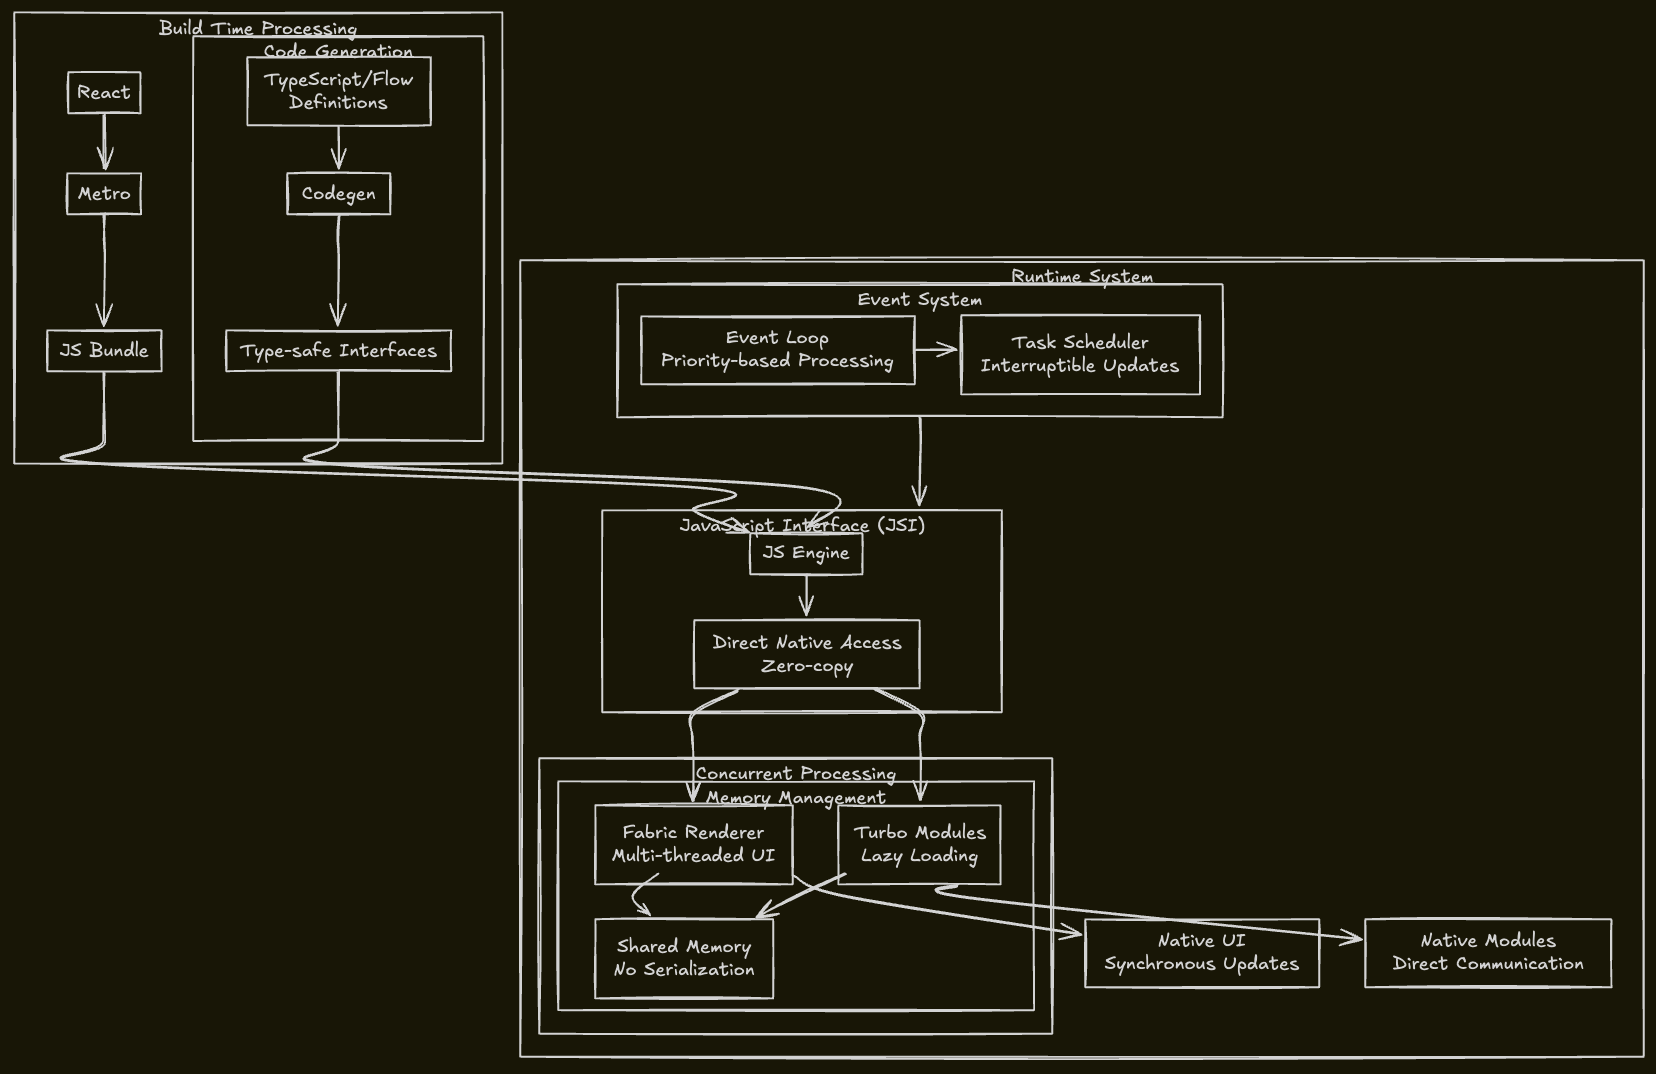 Build Time Processing
Code Generation
React
TypeScript/Flow
Definitions
Metro
Codegen
JS Bundle
Type-safe Interfaces
Runtime System
Event System
Event Loop
Priority-based Processing
Task Scheduler
Interruptible Updates
JavaScript Interface (JSI)
JS Engine
Direct Native Access
Zero-copy
Concurrent Processing
Memory Management
Fabric Renderer
Multi-threaded UI
Turbo Modules
Lazy Loading
Shared Memory
No Serialization
Native UI
Synchronous Updates
Native Modules
Direct Communication